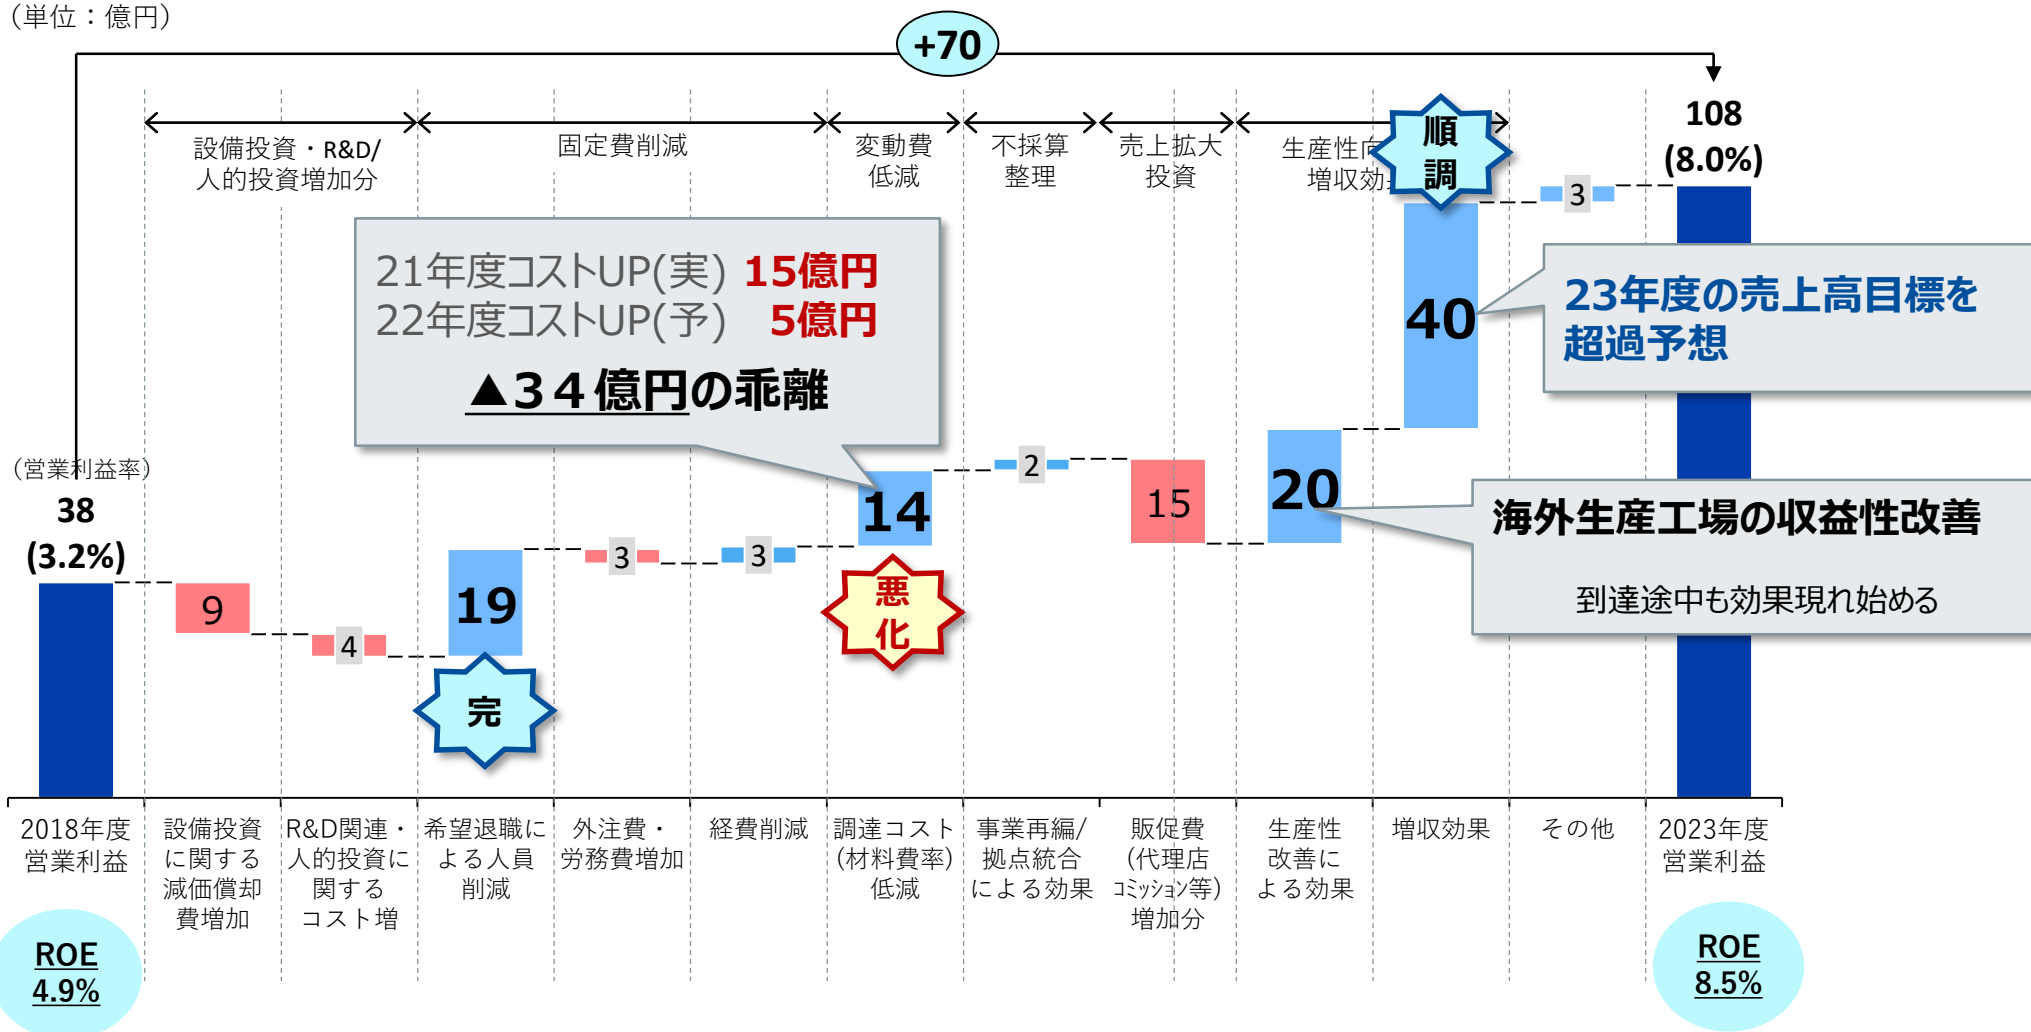 （単位：億円）
+70
設備投資・R&D/
人的投資増加分
固定費削減
変動費
低減
不採算
整理
売上拡大
投資
生産性向
増収効
順
調
108
(8.0%)
3
21年度コストUP(実) 15億円
22年度コストUP(予) 5億円
▲３４億円の乖離
40
23年度の売上高目標を
超過予想
（営業利益率）
38
(3.2%)
9
4
19
完
3
3
14
悪
化
2
15
20
海外生産工場の収益性改善
到達途中も効果現れ始める
2018年度
営業利益
設備投資
に関する
減価償却
費増加
R&D関連・
人的投資に
関する
コスト増
希望退職に
よる人員
削減
外注費・
労務費増加
経費削減
調達コスト
(材料費率)
低減
事業再編/
拠点統合
による効果
販促費
(代理店
ｺﾐｯｼｮﾝ等)
増加分
生産性
改善に
よる効果
増収効果
その他
2023年度
営業利益
ROE
4.9%
ROE
8.5%